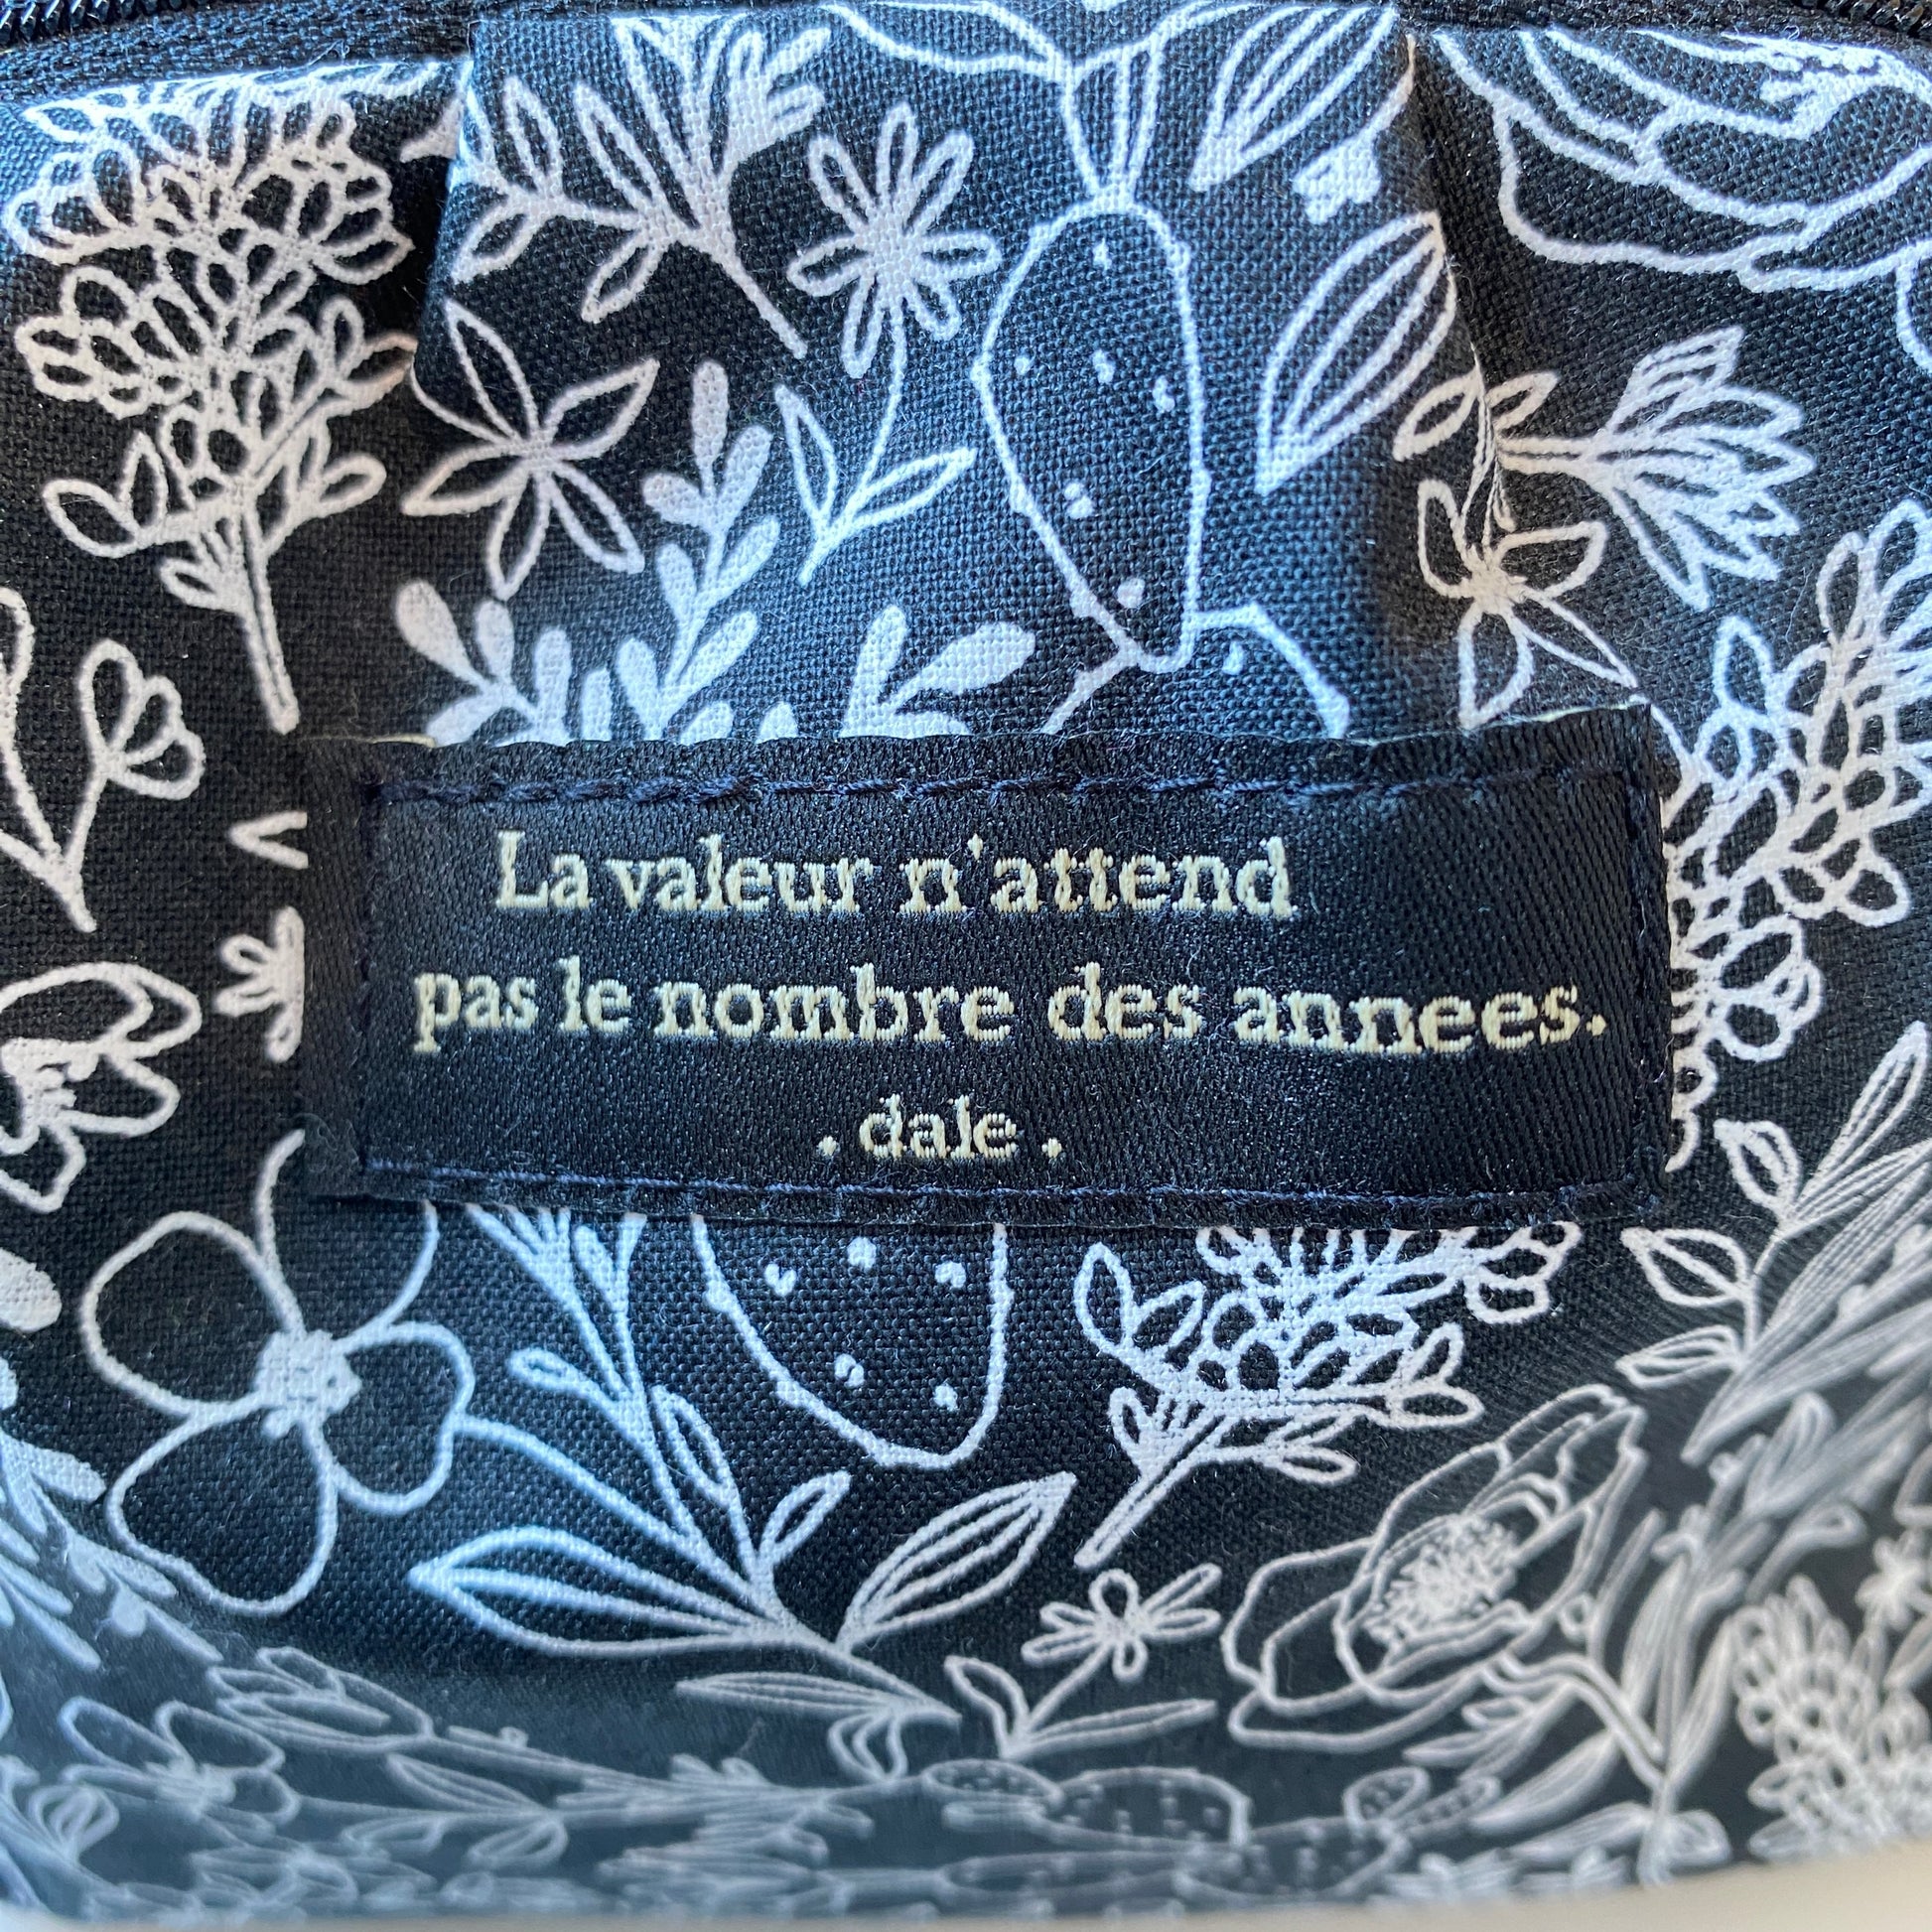 La valeur n'attend
pas le nombre des annees.
. dale .